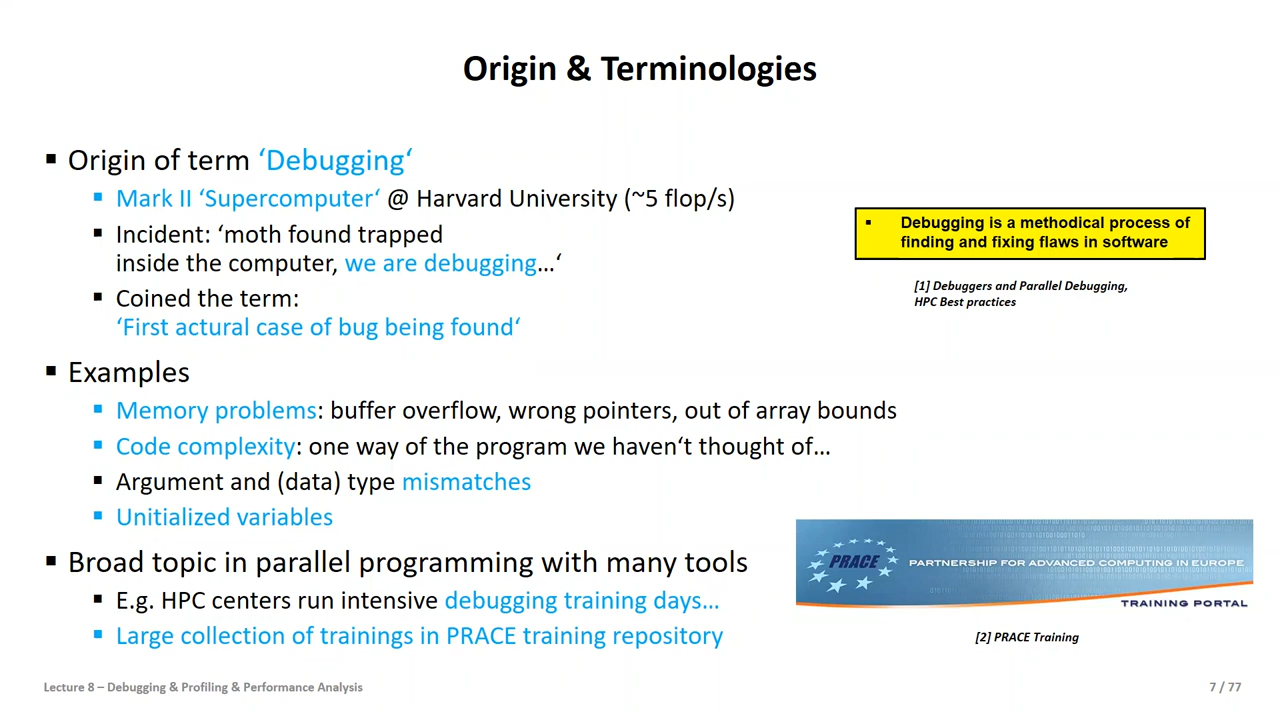 Origin & Terminologies
▪ Origin of term ‘Debugging‘
▪ Mark II ‘Supercomputer‘ @ Harvard University (~5 flop/s)
▪ Incident: ‘moth found trapped
inside the computer, we are debugging…‘
▪ Coined the term:
‘First actural case of bug being found‘
▪ Debugging is a methodical process of
finding and fixing flaws in software
[1] Debuggers and Parallel Debugging,
HPC Best practices
▪ Examples
▪ Memory problems: buffer overflow, wrong pointers, out of array bounds
▪ Code complexity: one way of the program we haven‘t thought of…
▪ Argument and (data) type mismatches
▪ Unitialized variables
▪ Broad topic in parallel programming with many tools
▪ E.g. HPC centers run intensive debugging training days…
▪ Large collection of trainings in PRACE training repository
PRACE PARTNERSHIP FOR ADVANCED COMPUTING IN EUROPE
TRAINING PORTAL
[2] PRACE Training
Lecture 8 – Debugging & Profiling & Performance Analysis
7 / 77